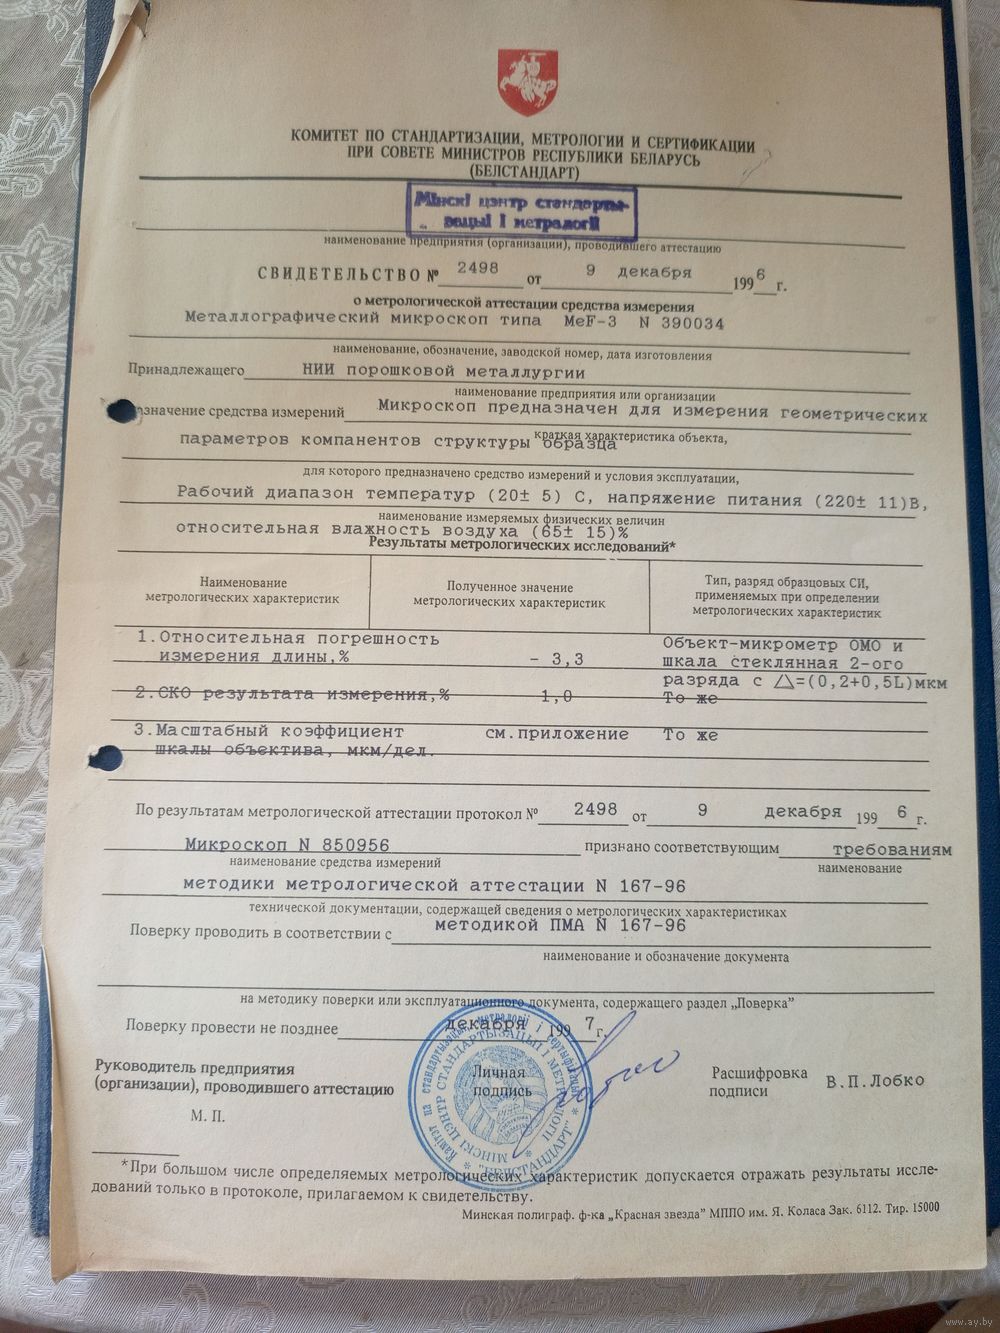 КОМИТЕТ ПО СТАНДАРТИЗАЦИИ, МЕТРОЛОГИИ И СЕРТИФИКАЦИИ
ПРИ СОВЕТЕ МИНИСТРОВ РЕСПУБЛИКИ БЕЛАРУСЬ
(БЕЛСТАНДАРТ)
Мінскі цэнтр стандарты-
зацыі і метралогіі
наименование предприятия (организации), проводившего аттестацию
СВИДЕТЕЛЬСТВО № 2498 от 9 декабря 1996 г.
о метрологической аттестации средства измерения
Металлографический микроскоп типа MeF-3 N 390034
наименование, обозначение, заводской номер, дата изготовления
Принадлежащего НИИ порошковой металлургии
наименование предприятия или организации
значение средства измерений Микроскоп предназначен для измерения геометрических
краткая характеристика объекта,
параметров компонентов структуры образца
для которого предназначено средство измерений и условия эксплуатации,
Рабочий диапазон температур (20± 5) С, напряжение питания (220± 11)В,
наименование измеряемых физических величин
относительная влажность воздуха (65± 15)%
Результаты метрологических исследований*
Наименование метрологических характеристик
Полученное значение метрологических характеристик
Тип, разряд образцовых СИ, применяемых при определении метрологических характеристик
1.Относительная погрешность
измерения длины,% - 3,3
Объект-микрометр ОМО и
шкала стеклянная 2-ого
разряда с △=(0,2+0,5L)мкм
2.СКО результата измерения,% 1,0 То же
3.Масштабный коэффициент см.приложение То же
шкалы объектива, мкм/дел.
По результатам метрологической аттестации протокол № 2498 от 9 декабря 1996 г.
Микроскоп N 850956 признано соответствующим требованиям
наименование средства измерений наименование
методики метрологической аттестации N 167-96
технической документации, содержащей сведения о метрологических характеристиках
Поверку проводить в соответствии с методикой ПМА N 167-96
наименование и обозначение документа
на методику поверки или эксплуатационного документа, содержащего раздел „Поверка"
Поверку провести не позднее декабря 1997 г.
Руководитель предприятия
(организации), проводившего аттестацию
Личная подпись
Расшифровка подписи
В.П.Лобко
М. П.
МІНСКІ ЦЭНТР СТАНДАРТЫЗАЦЫІ І МЕТРАЛОГІІ
"БЕЛСТАНДАРТ"
*При большом числе определяемых метрологических характеристик допускается отражать результаты иссле-
дований только в протоколе, прилагаемом к свидетельству.
Минская полиграф. ф-ка „Красная звезда" МППО им. Я. Коласа Зак. 6112. Тир. 15000
www.ay.by